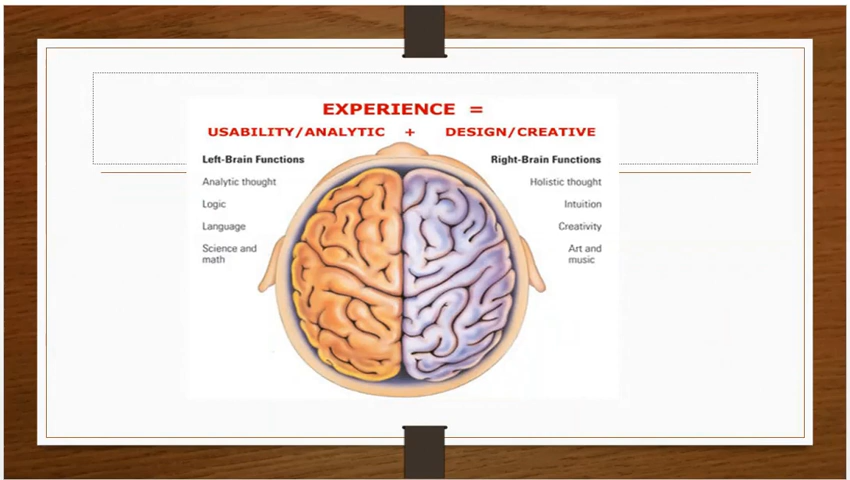 EXPERIENCE =
USABILITY/ANALYTIC + DESIGN/CREATIVE
Left-Brain Functions
Analytic thought
Logic
Language
Science and
math
Right-Brain Functions
Holistic thought
Intuition
Creativity
Art and
music